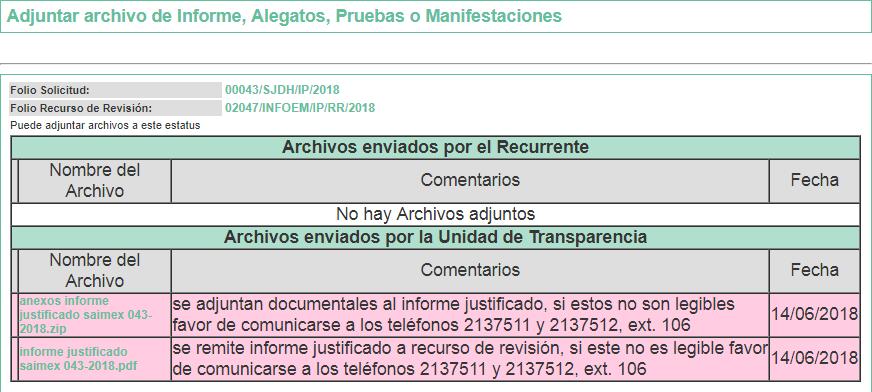 Adjuntar archivo de Informe, Alegatos, Pruebas o Manifestaciones
Folio Solicitud: 00043/SJDH/IP/2018
Folio Recurso de Revisión: 02047/INFOEM/IP/RR/2018
Puede adjuntar archivos a este estatus
Archivos enviados por el Recurrente
Nombre del
Archivo
Comentarios
Fecha
No hay Archivos adjuntos
Archivos enviados por la Unidad de Transparencia
Nombre del
Archivo
Comentarios
Fecha
anexos informe
justificado saimex 043-
2018.zip
se adjuntan documentales al informe justificado, si estos no son legibles
favor de comunicarse a los teléfonos 2137511 y 2137512, ext. 106
14/06/2018
informe justificado
saimex 043-2018.pdf
se remite informe justificado a recurso de revisión, si este no es legible favor
de comunicarse a los teléfonos 2137511 y 2137512, ext. 106
14/06/2018